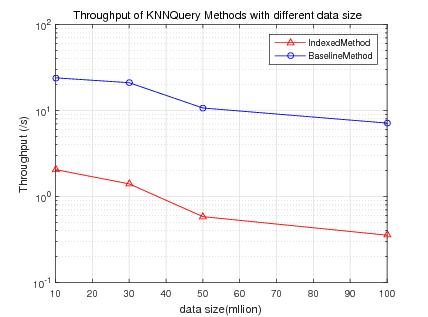 Throughput of KNNQuery Methods with different data size
IndexedMethod
BaselineMethod
Throughput (/s)
10^2
10^1
10^0
10^-1
10 20 30 40 50 60 70 80 90 100
data size(mllion)